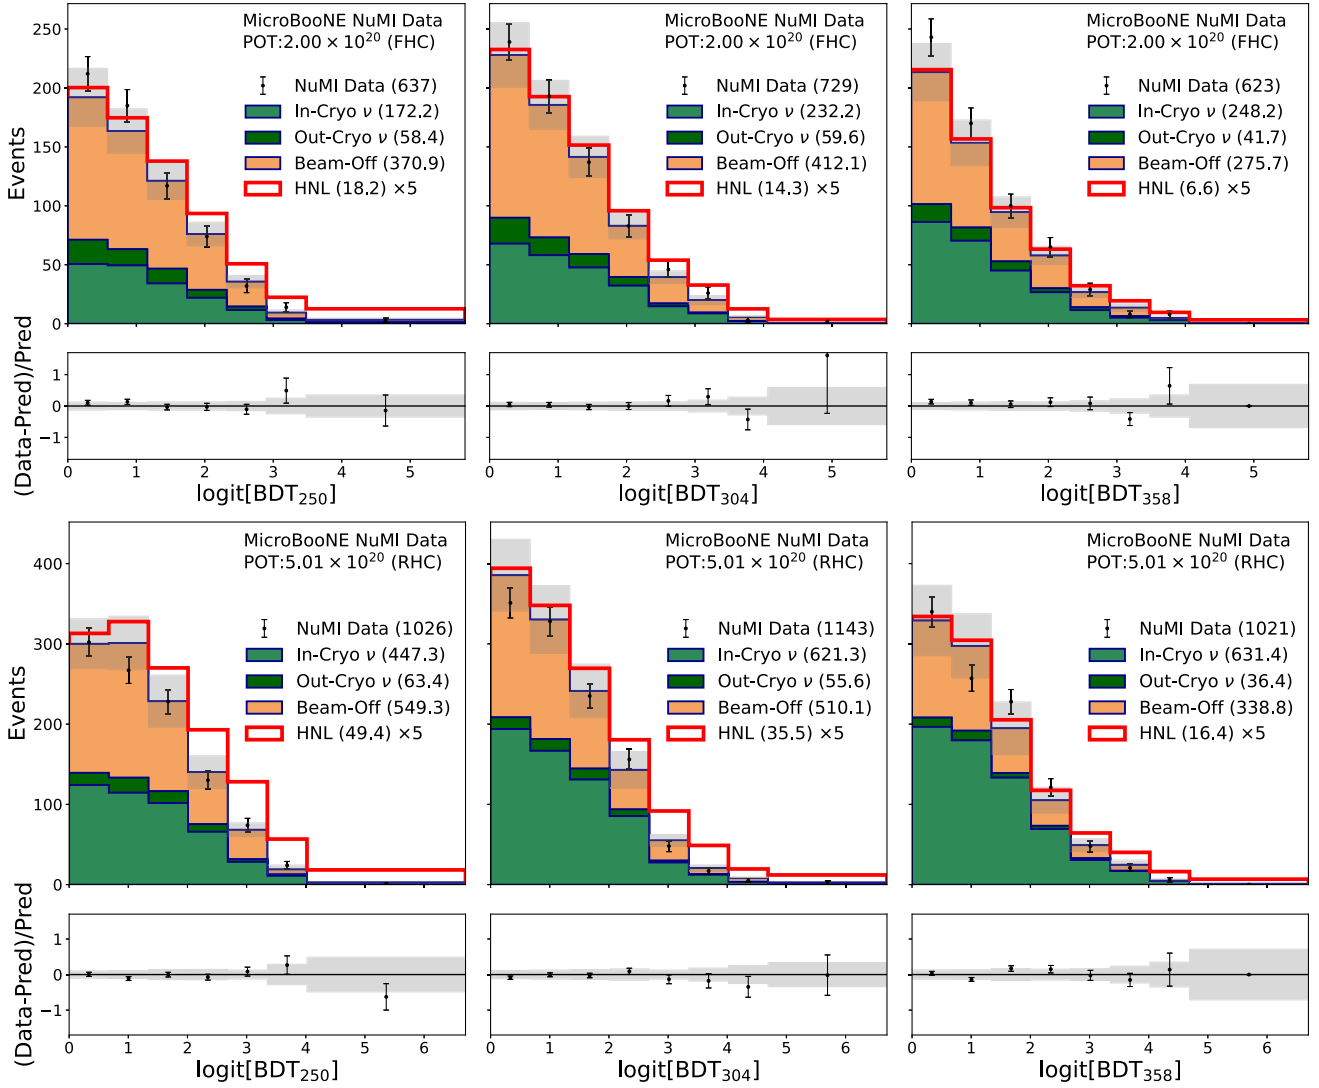 MicroBooNE NuMI Data
POT:2.00 × 10²⁰ (FHC)
NuMI Data (637)
In-Cryo ν (172.2)
Out-Cryo ν (58.4)
Beam-Off (370.9)
HNL (18.2) ×5
Events
250
200
150
100
50
0
MicroBooNE NuMI Data
POT:2.00 × 10²⁰ (FHC)
NuMI Data (729)
In-Cryo ν (232.2)
Out-Cryo ν (59.6)
Beam-Off (412.1)
HNL (14.3) ×5
MicroBooNE NuMI Data
POT:2.00 × 10²⁰ (FHC)
NuMI Data (623)
In-Cryo ν (248.2)
Out-Cryo ν (41.7)
Beam-Off (275.7)
HNL (6.6) ×5
(Data-Pred)/Pred
1
0
−1
0 1 2 3 4 5
logit[BDT₂₅₀]
0 1 2 3 4 5
logit[BDT₃₀₄]
0 1 2 3 4 5
logit[BDT₃₅₈]
MicroBooNE NuMI Data
POT:5.01 × 10²⁰ (RHC)
NuMI Data (1026)
In-Cryo ν (447.3)
Out-Cryo ν (63.4)
Beam-Off (549.3)
HNL (49.4) ×5
Events
400
300
200
100
0
MicroBooNE NuMI Data
POT:5.01 × 10²⁰ (RHC)
NuMI Data (1143)
In-Cryo ν (621.3)
Out-Cryo ν (55.6)
Beam-Off (510.1)
HNL (35.5) ×5
MicroBooNE NuMI Data
POT:5.01 × 10²⁰ (RHC)
NuMI Data (1021)
In-Cryo ν (631.4)
Out-Cryo ν (36.4)
Beam-Off (338.8)
HNL (16.4) ×5
(Data-Pred)/Pred
1
0
−1
0 1 2 3 4 5 6
logit[BDT₂₅₀]
0 1 2 3 4 5 6
logit[BDT₃₀₄]
0 1 2 3 4 5 6
logit[BDT₃₅₈]